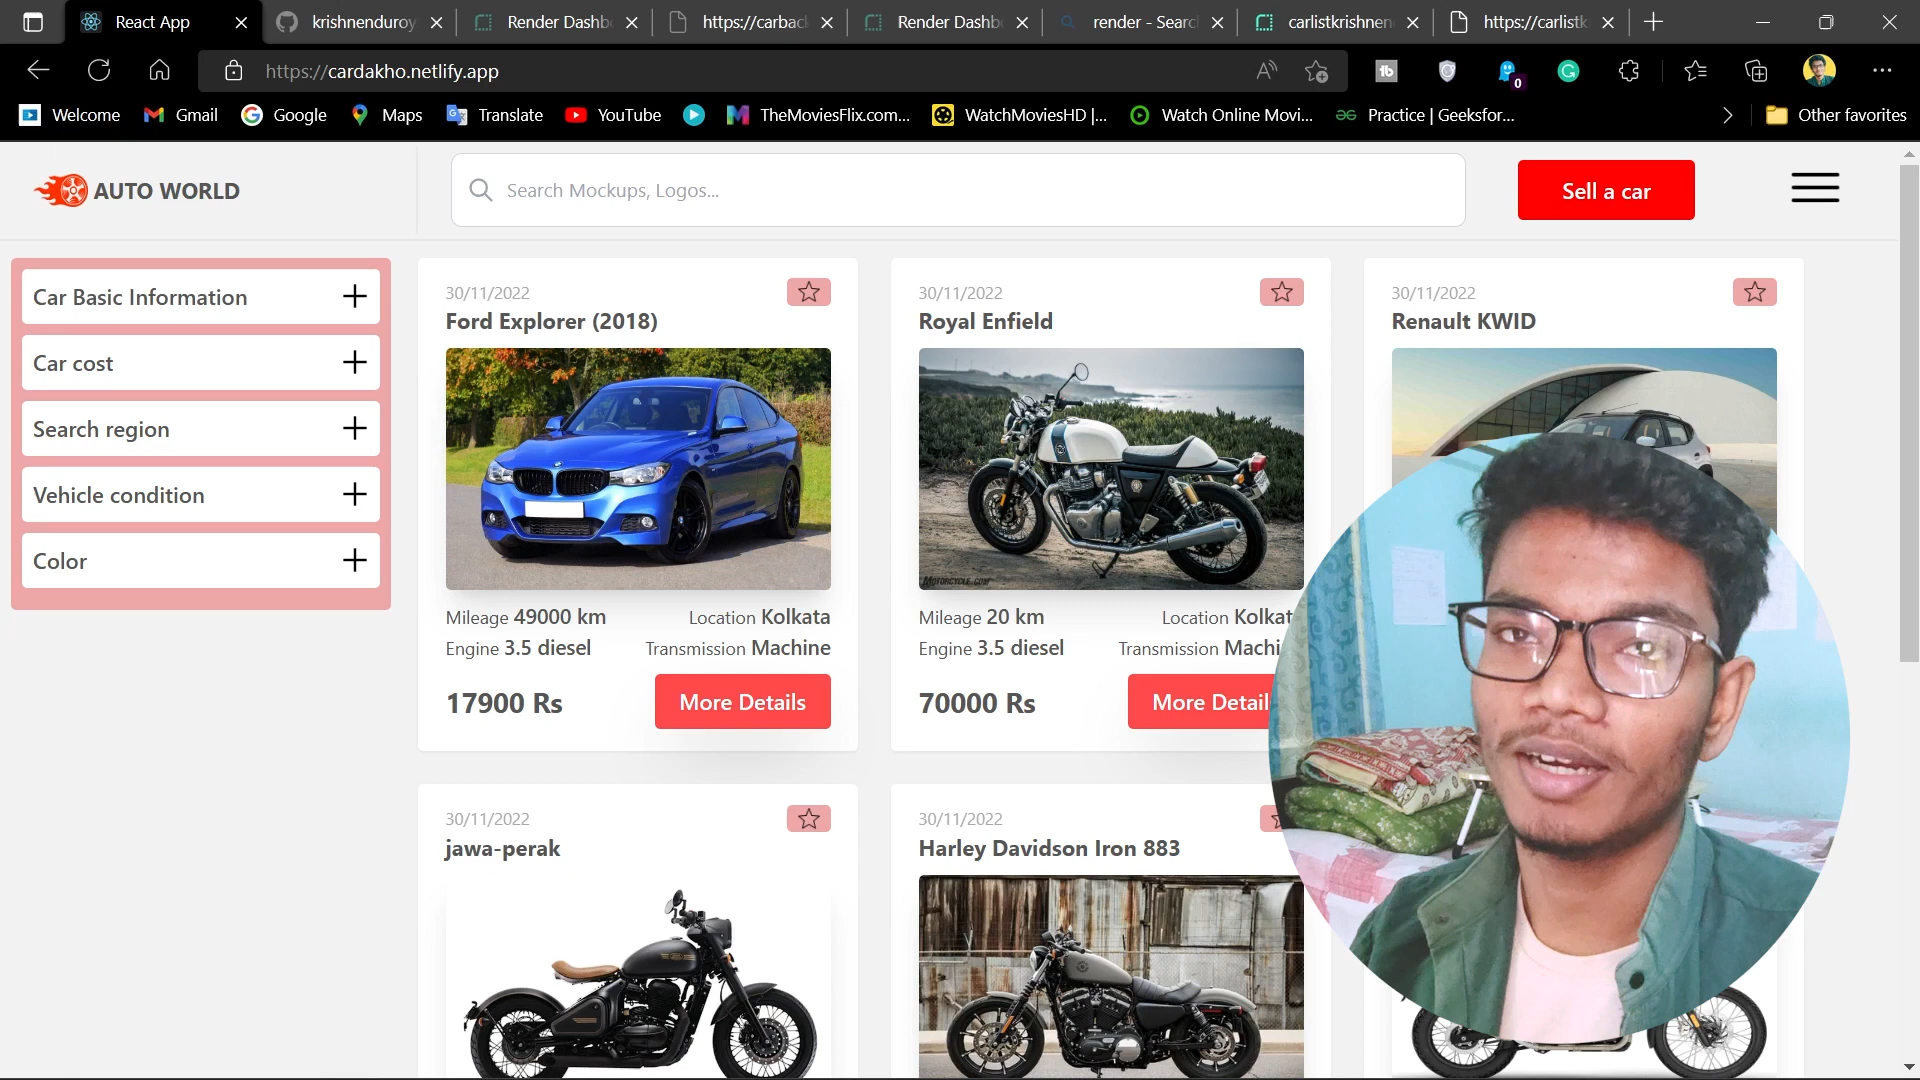 React App
krishnenduroy
Render Dashb
https://carback
Render Dashb
render - Searc
carlistkrishnen
https://carlistk
https://cardakho.netlify.app
0
Welcome
Gmail
Google
Maps
Translate
YouTube
TheMoviesFlix.com...
WatchMoviesHD |...
Watch Online Movi...
Practice | Geeksfor...
Other favorites
AUTO WORLD
Search Mockups, Logos...
Sell a car
Car Basic Information
Car cost
Search region
Vehicle condition
Color
30/11/2022
Ford Explorer (2018)
Mileage 49000 km
Location Kolkata
Engine 3.5 diesel
Transmission Machine
17900 Rs
More Details
30/11/2022
Royal Enfield
MOTORCYCLE.COM
Mileage 20 km
Location Kolkat
Engine 3.5 diesel
Transmission Machi
70000 Rs
More Detail
30/11/2022
Renault KWID
30/11/2022
jawa-perak
30/11/2022
Harley Davidson Iron 883